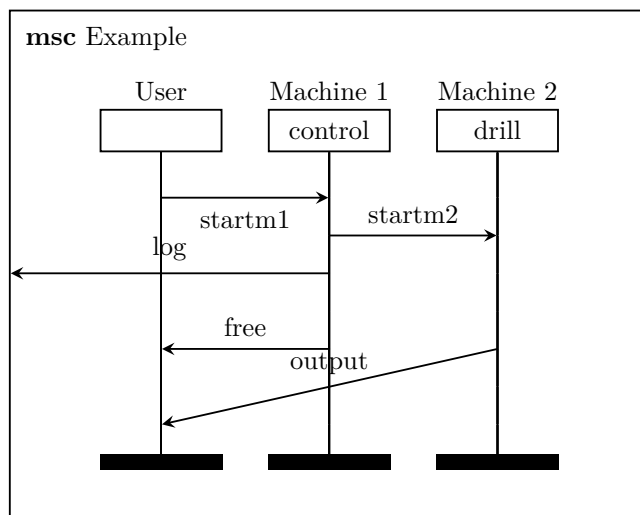 msc Example
User
Machine 1
Machine 2
control
drill
startm1
startm2
log
free
output